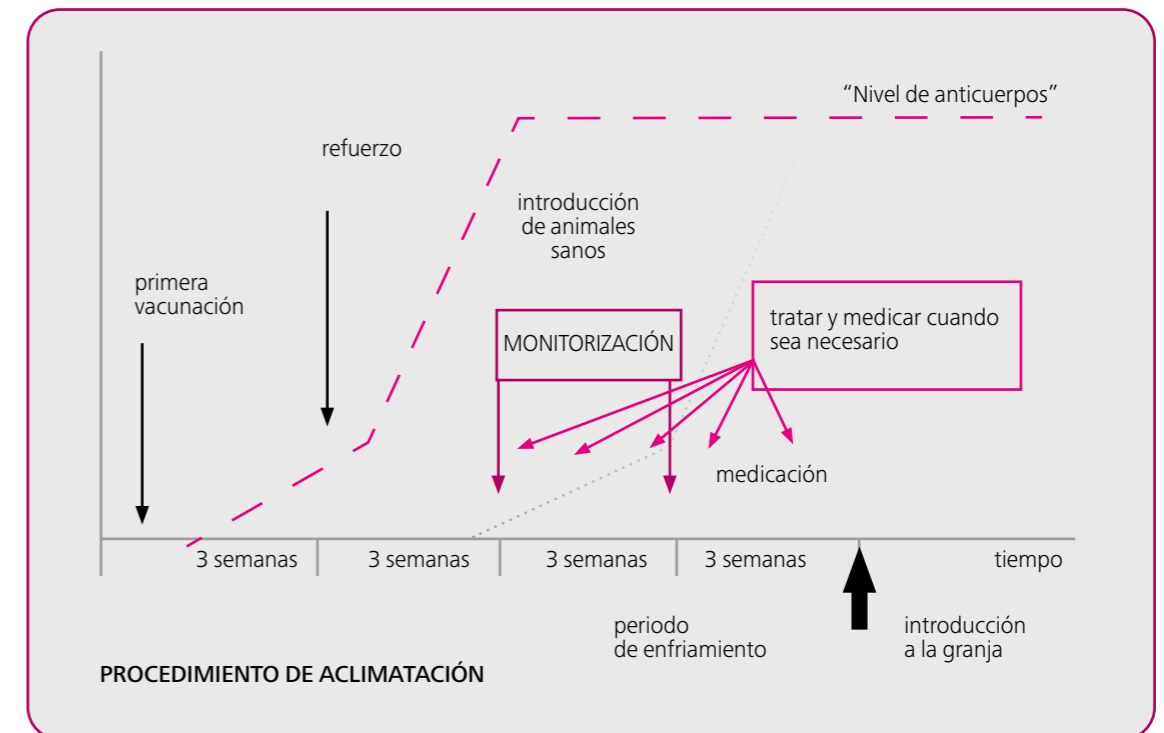 “Nivel de anticuerpos”
refuerzo
introducción
de animales
sanos
primera
vacunación
MONITORIZACIÓN
tratar y medicar cuando
sea necesario
medicación
3 semanas
3 semanas
3 semanas
3 semanas
tiempo
periodo
de enfriamiento
introducción
a la granja
PROCEDIMIENTO DE ACLIMATACIÓN